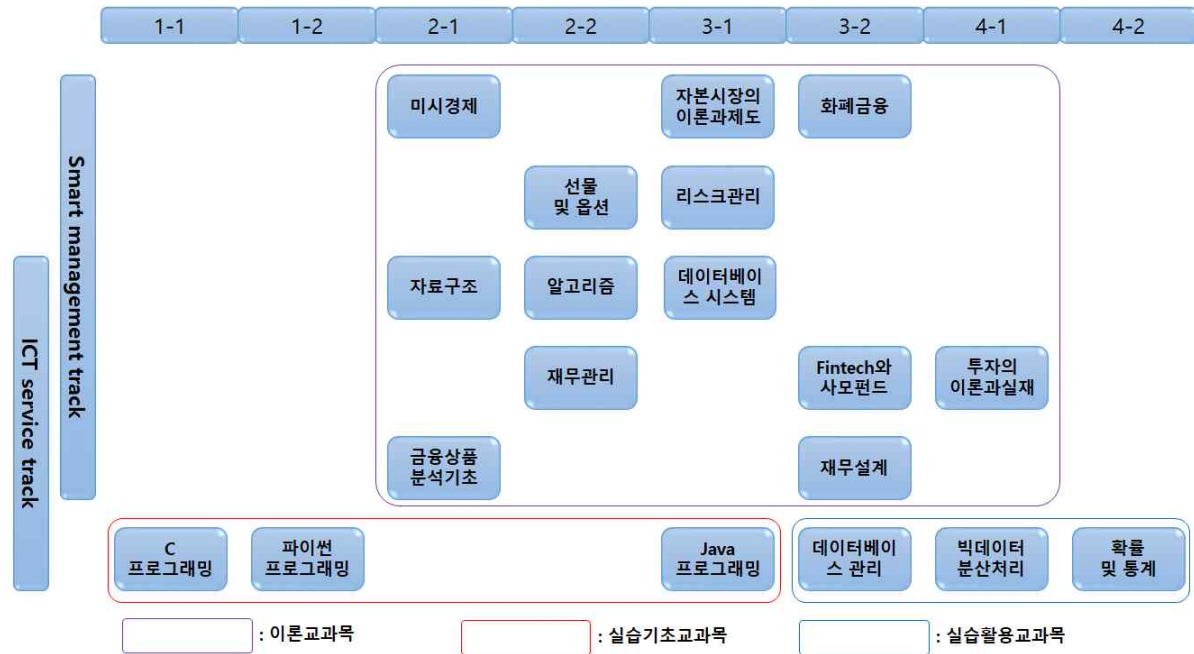 1-1
1-2
2-1
2-2
3-1
3-2
4-1
4-2
Smart management track
ICT service track
미시경제
자본시장의
이론과제도
화폐금융
선물
및 옵션
리스크관리
자료구조
알고리즘
데이터베이
스 시스템
재무관리
Fintech와
사모펀드
투자의
이론과실재
금융상품
분석기초
재무설계
C
프로그래밍
파이썬
프로그래밍
Java
프로그래밍
데이터베이
스 관리
빅데이터
분산처리
확률
및 통계
: 이론교과목
: 실습기초교과목
: 실습활용교과목